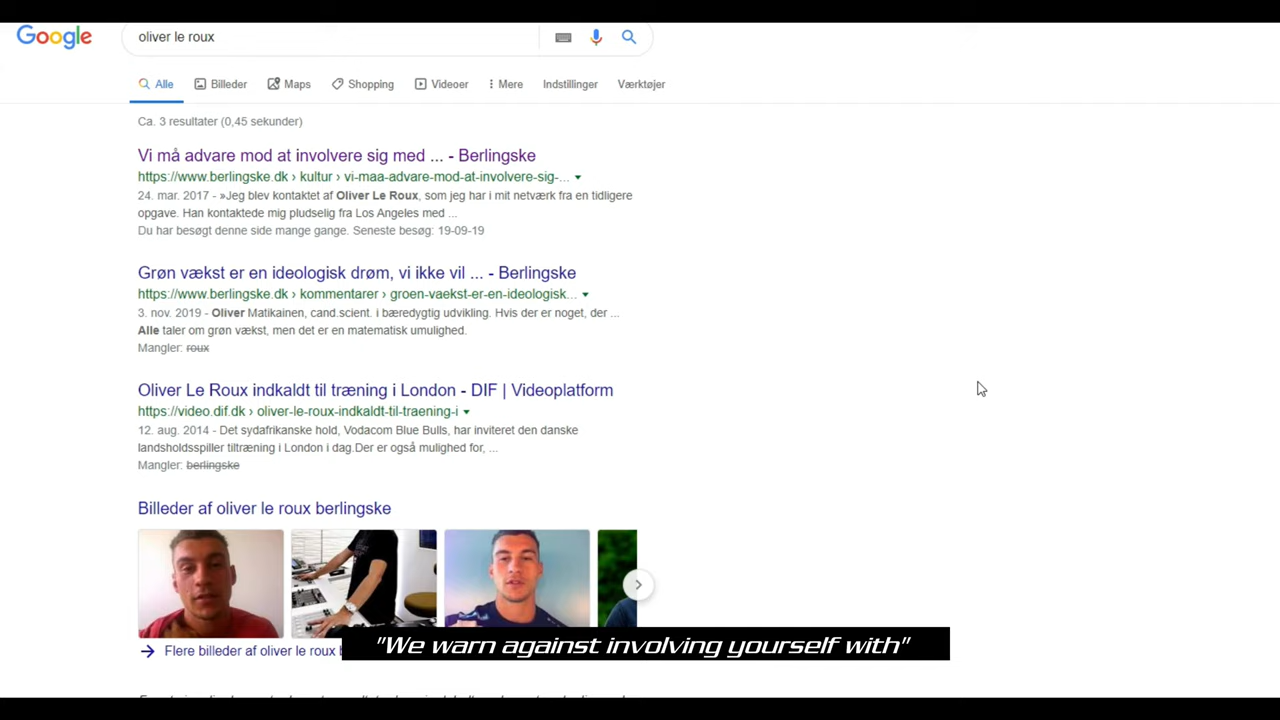 Google
oliver le roux
Alle Billeder Maps Shopping Videoer Mere Indstillinger Værktøjer
Ca. 3 resultater (0,45 sekunder)
Vi må advare mod at involvere sig med ... - Berlingske
https://www.berlingske.dk › kultur › vi-maa-advare-mod-at-involvere-sig-...
24. mar. 2017 - »Jeg blev kontaktet af Oliver Le Roux, som jeg har i mit netværk fra en tidligere
opgave. Han kontaktede mig pludselig fra Los Angeles med ...
Du har besøgt denne side mange gange. Seneste besøg: 19-09-19
Grøn vækst er en ideologisk drøm, vi ikke vil ... - Berlingske
https://www.berlingske.dk › kommentarer › groen-vaekst-er-en-ideologisk...
3. nov. 2019 - Oliver Matikainen, cand.scient. i bæredygtig udvikling. Hvis der er noget, der ...
Alle taler om grøn vækst, men det er en matematisk umulighed.
Mangler: roux
Oliver Le Roux indkaldt til træning i London - DIF | Videoplatform
https://video.dif.dk › oliver-le-roux-indkaldt-til-traening-i
12. aug. 2014 - Det sydafrikanske hold, Vodacom Blue Bulls, har inviteret den danske
landsholdsspiller tiltræning i London i dag.Der er også mulighed for, ...
Mangler: berlingske
Billeder af oliver le roux berlingske
Flere billeder af oliver le roux
"We warn against involving yourself with"